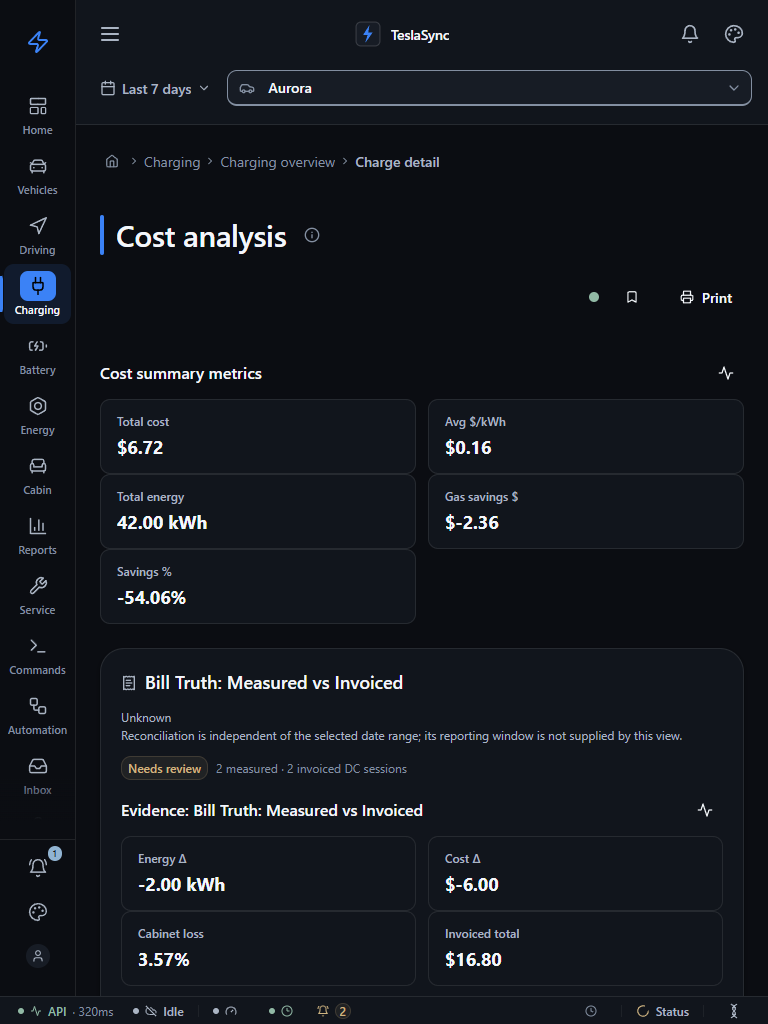 TeslaSync
Last 7 days
Aurora
Home
Vehicles
Driving
Charging
Battery
Energy
Cabin
Reports
Service
Commands
Automation
Inbox
1
Charging > Charging overview > Charge detail
Cost analysis
Print
Cost summary metrics
Total cost
$6.72
Avg $/kWh
$0.16
Total energy
42.00 kWh
Gas savings $
$-2.36
Savings %
-54.06%
Bill Truth: Measured vs Invoiced
Unknown
Reconciliation is independent of the selected date range; its reporting window is not supplied by this view.
Needs review 2 measured · 2 invoiced DC sessions
Evidence: Bill Truth: Measured vs Invoiced
Energy Δ
-2.00 kWh
Cost Δ
$-6.00
Cabinet loss
3.57%
Invoiced total
$16.80
API · 320ms Idle 2 Status